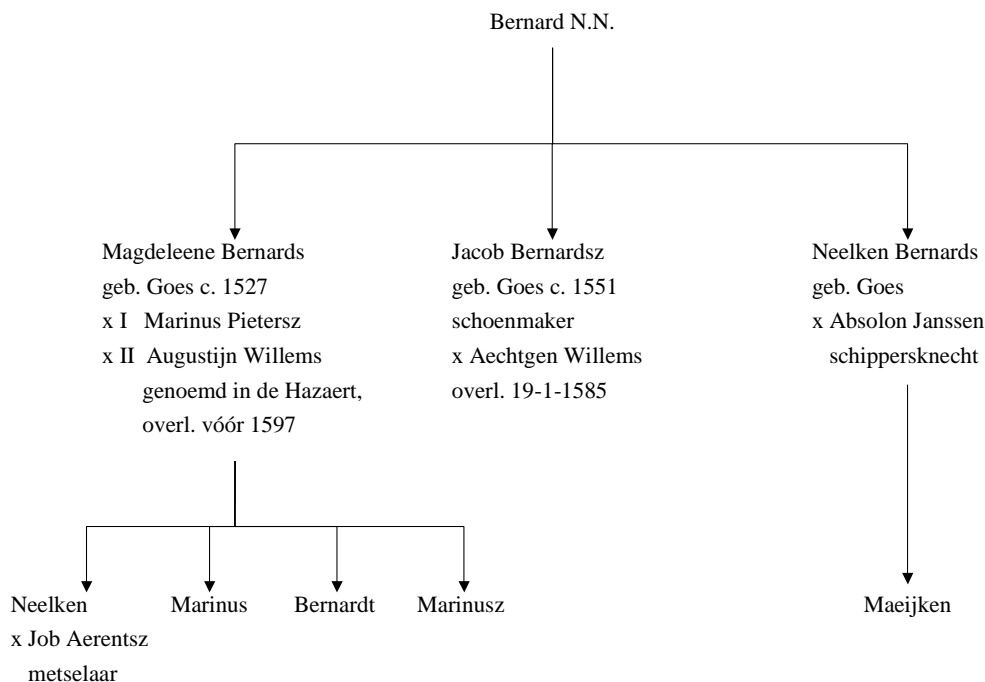 Bernard N.N.
Magdeleene Bernards
geb. Goes c. 1527
x I Marinus Pietersz
x II Augustijn Willems
genoemd in de Hazaert,
overl. vóór 1597
Jacob Bernardsz
geb. Goes c. 1551
schoenmaker
x Aechtgen Willems
overl. 19-1-1585
Neelken Bernards
geb. Goes
x Absolon Janssen
schippersknecht
Neelken
x Job Aerentsz
metselaar
Marinus
Bernardt
Marinusz
Maeijken